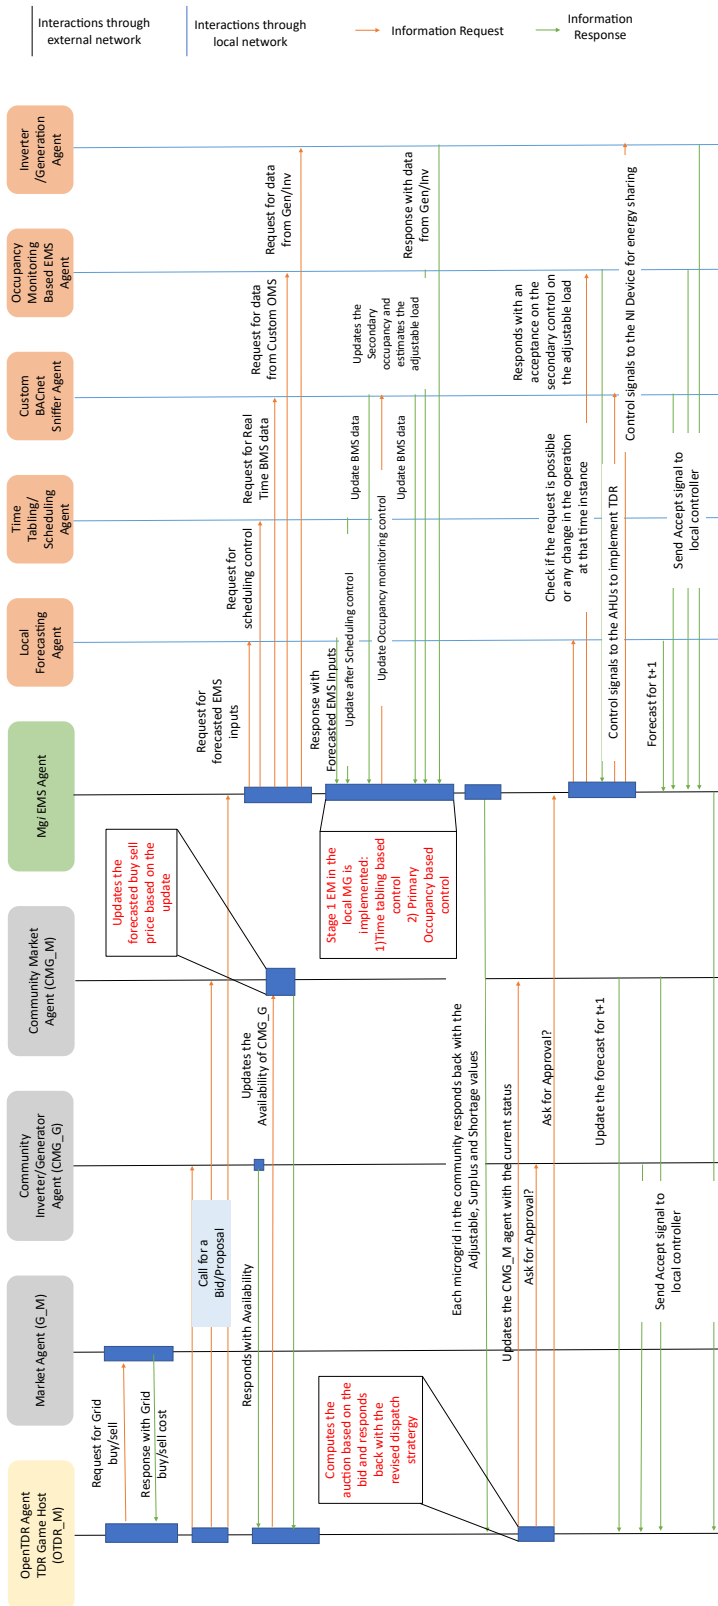 Interactions through
external network
Interactions through
local network
Information Request
Information
Response
OpenTDR Agent
TDR Game Host
(OTDR_M)
Market Agent (G_M)
Community
Inverter/Generator
Agent (CMG_G)
Community Market
Agent (CMG_M)
Mgi EMS Agent
Local
Forecasting
Agent
Time
Tabling/
Scheduling
Agent
Custom
BACnet
Sniffer Agent
Occupancy
Monitoring
Based EMS
Agent
Inverter
/Generation
Agent
Request for Grid
buy/sell
Response with Grid
buy/sell cost
Call for a
Bid/Proposal
Responds with Availability
Updates the
Availability of CMG_G
Updates the
forecasted buy sell
price based on the
update
Request for
forecasted EMS
inputs
Request for
scheduling control
Request for Real
Time BMS data
Request for data
from Custom OMS
Request for data
from Gen/Inv
Response with
Forecasted EMS Inputs
Update after Scheduling control
Update BMS data
Update Occupancy monitoring control
Updates the
Secondary
occupancy and
estimates the
adjustable load
Update BMS data
Response with data
from Gen/Inv
Stage 1 EM in the
local MG is
implemented:
1)Time tabling based
control
2) Primary
Occupancy based
control
Each microgrid in the community responds back with the
Adjustable, Surplus and Shortage values
Computes the
auction based on the
bid and responds
back with the
revised dispatch
stratergy
Updates the CMG_M agent with the current status
Ask for Approval?
Ask for Approval?
Check if the request is possible
or any change in the operation
at that time instance
Responds with an
acceptance on the
secondary control on
the adjustable load
Control signals to the AHUs to implement TDR
Control signals to the NI Device for energy sharing
Update the forecast for t+1
Forecast for t+1
Send Accept signal to
local controller
Send Accept signal to
local controller